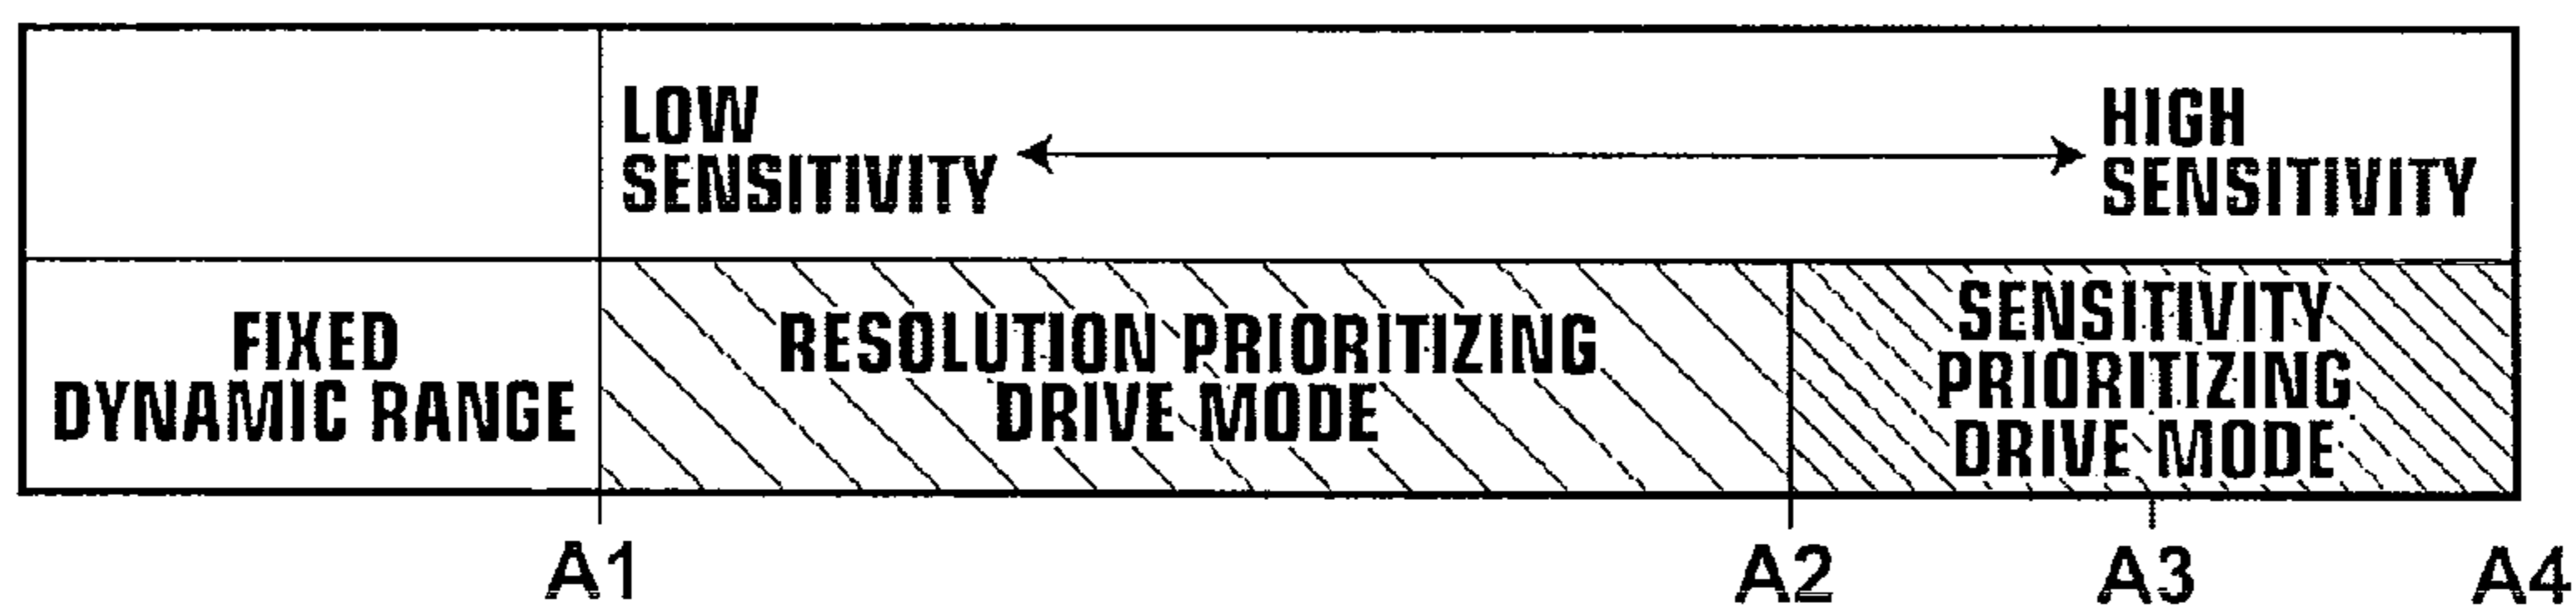 LOW
SENSITIVITY
HIGH
SENSITIVITY
FIXED
DYNAMIC RANGE
RESOLUTION PRIORITIZING
DRIVE MODE
SENSITIVITY
PRIORITIZING
DRIVE MODE
A1
A2
A3
A4